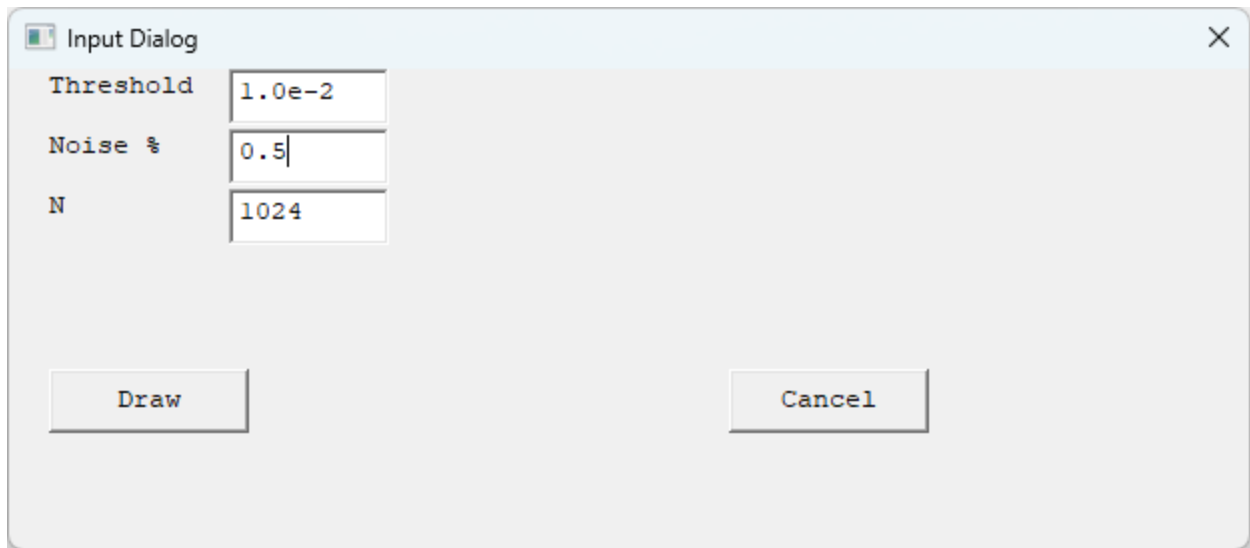 Input Dialog
Threshold 1.0e-2
Noise % 0.5
N 1024
Draw Cancel